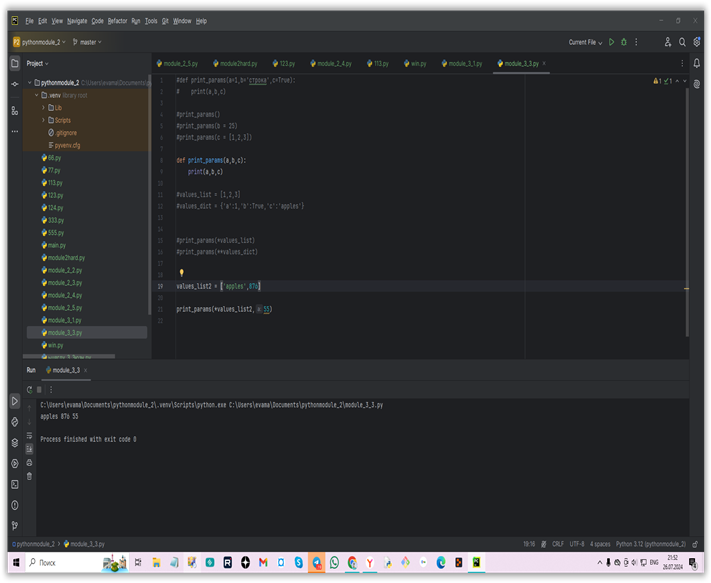 File Edit View Navigate Code Refactor Run Tools Git Window Help
P2 pythonmodule_2 master Current File
Project
module_2_5.py module2hard.py 123.py module_2_4.py 113.py win.py module_3_1.py module_3_3.py
pythonmodule_2
.venv library root
Lib
Scripts
.gitignore
pyvenv.cfg
66.py
77.py
113.py
123.py
124.py
333.py
555.py
main.py
module2hard.py
module_2_2.py
module_2_3.py
module_2_4.py
module_2_5.py
module_3_1.py
module_3_3.py
win.py
#def print_params(a=1,b='строка',c=True):
# print(a,b,c)
#print_params()
#print_params(b = 25)
#print_params(c = [1,2,3])
def print_params(a,b,c):
print(a,b,c)
#values_list = [1,2,3]
#values_dict = {'a':1,'b':True,'c':'apples'}
#print_params(*values_list)
#print_params(**values_dict)
values_list2 = ['apples',876]
print_params(*values_list2, 55)
Run module_3_3
C:\Users\evama\Documents\pythonmodule_2\.venv\Scripts\python.exe C:\Users\evama\Documents\pythonmodule_2\module_3_3.py
apples 876 55
Process finished with exit code 0
pythonmodule_2 module_3_3.py 19:16 CRLF UTF-8 4 spaces Python 3.12 (pythonmodule_2)
Поиск ENG 21:52
26.07.2024